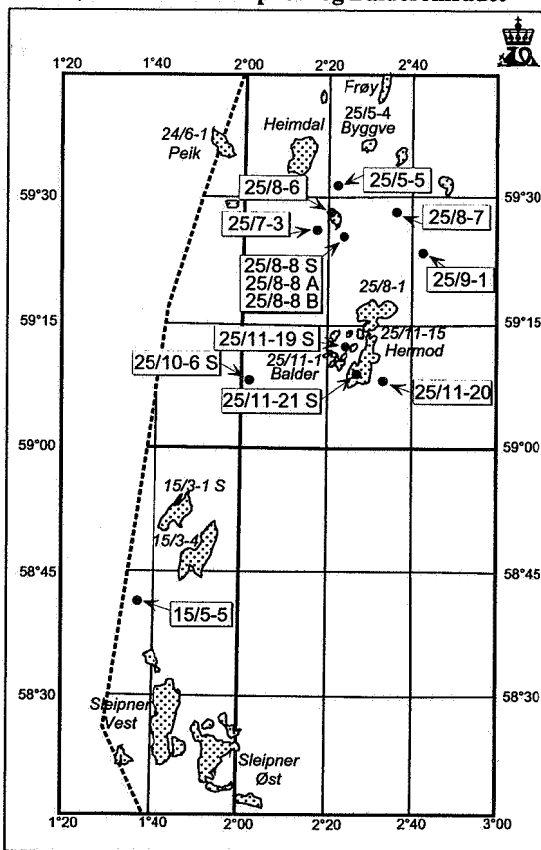 1°20
1°40
2°00
2°20
2°40
3°00
Frøy
24/6-1
Peik
Heimdal
25/5-4
Byggve
25/5-5
59°30
59°30
25/8-6
25/7-3
25/8-7
25/8-8 S
25/8-8 A
25/8-8 B
25/9-1
25/8-1
59°15
59°15
25/11-19 S
25/11-15
Hermod
25/10-6 S
25/11-1
Balder
25/11-21 S
25/11-20
59°00
59°00
15/3-1 S
15/3-4
58°45
58°45
15/5-5
58°30
58°30
Sleipner
Vest
Sleipner
Øst
1°20
1°40
2°00
2°20
2°40
3°00